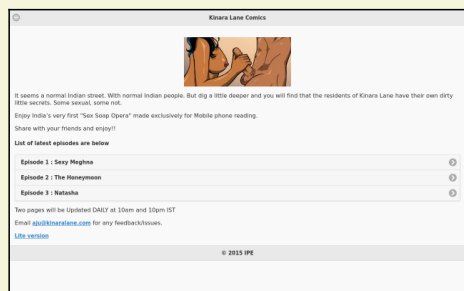 Kinara Lane Comics
It seems a normal Indian street. With normal Indian people. But dig a little deeper and you will find that the residents of Kinara Lane have their own dirty
little secrets. Some sexual, some not.
Enjoy India's very first "Sex Soap Opera" made exclusively for Mobile phone reading.
Share with your friends and enjoy!!
List of latest episodes are below
Episode 1 : Sexy Meghna
Episode 2 : The Honeymoon
Episode 3 : Natasha
Two pages will be Updated DAILY at 10am and 10pm IST
Email aju@kinaralane.com for any feedback/issues.
Lite version
© 2015 IPE